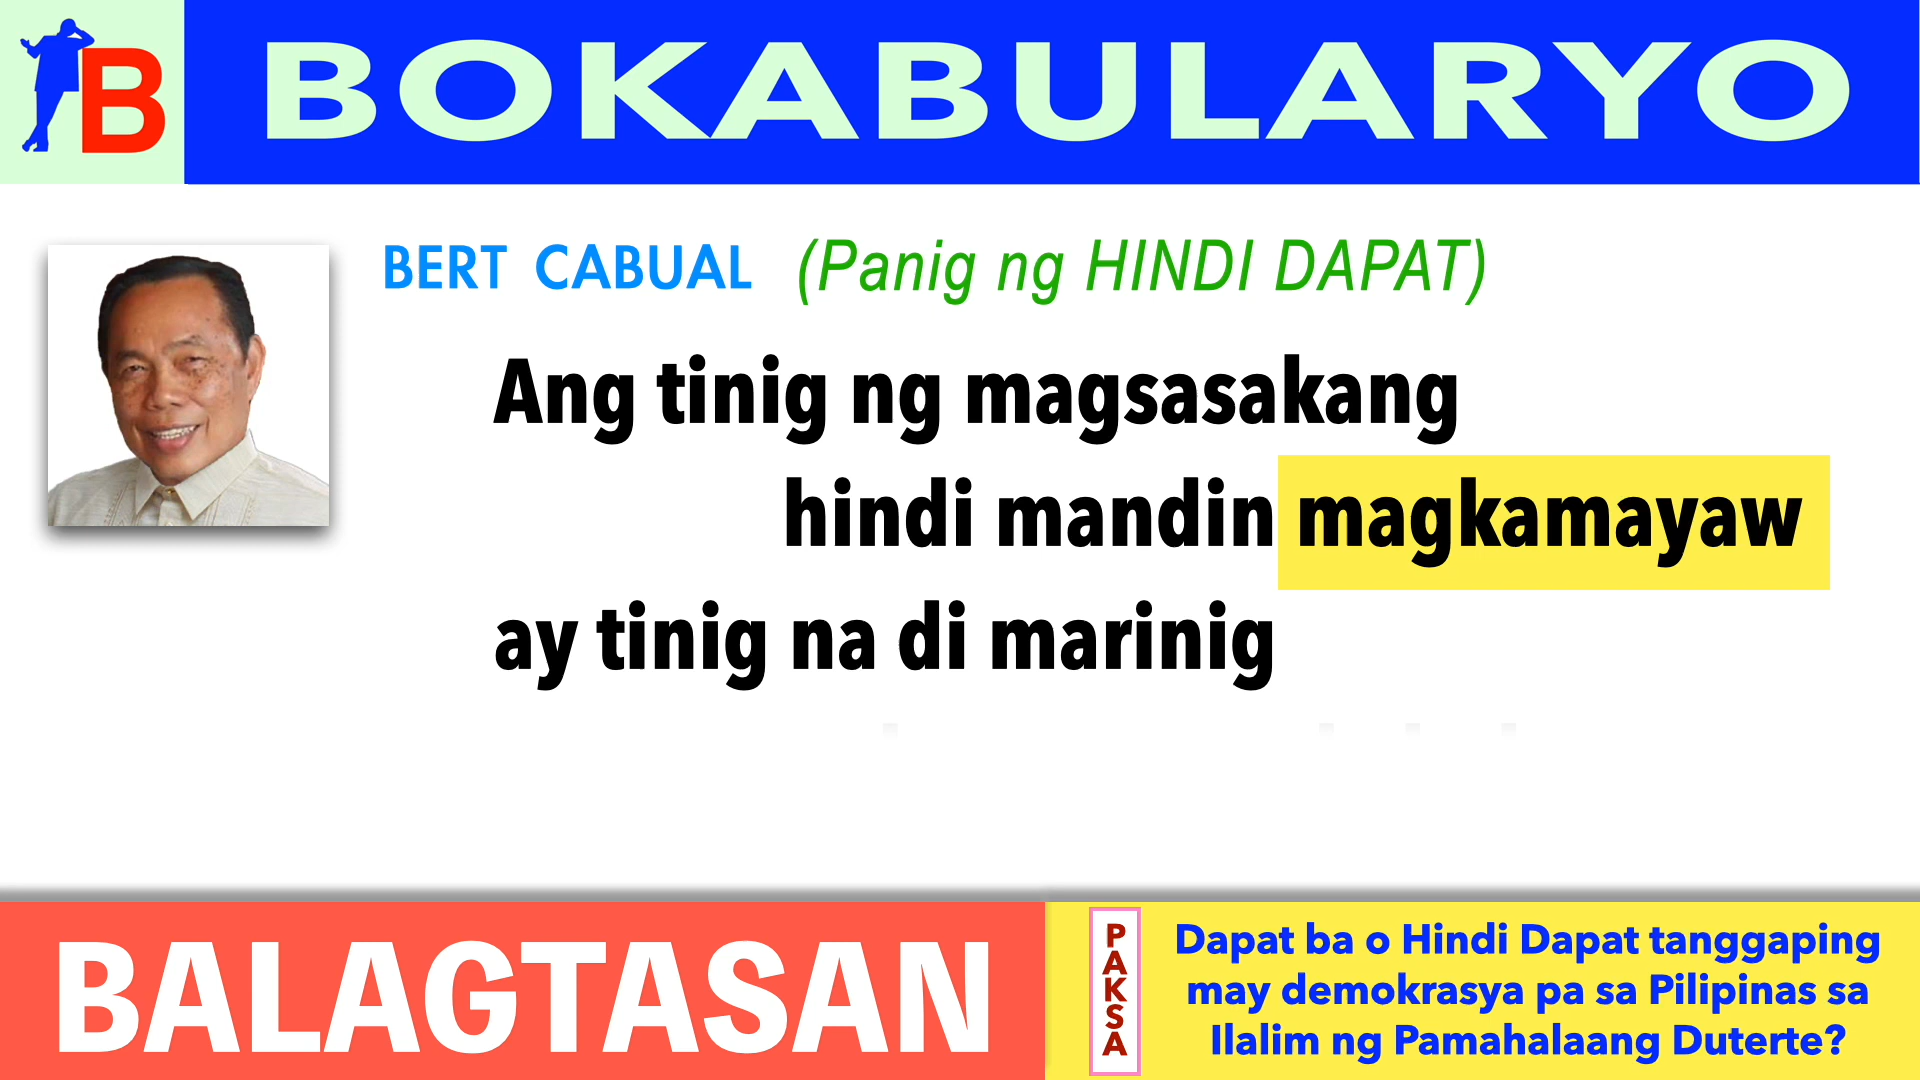 B BOKABULARYO
BERT CABUAL (Panig ng HINDI DAPAT)
Ang tinig ng magsasakang
hindi mandin magkamayaw
ay tinig na di marinig
BALAGTASAN
PAKSA
Dapat ba o Hindi Dapat tanggaping
may demokrasya pa sa Pilipinas sa
Ilalim ng Pamahalaang Duterte?